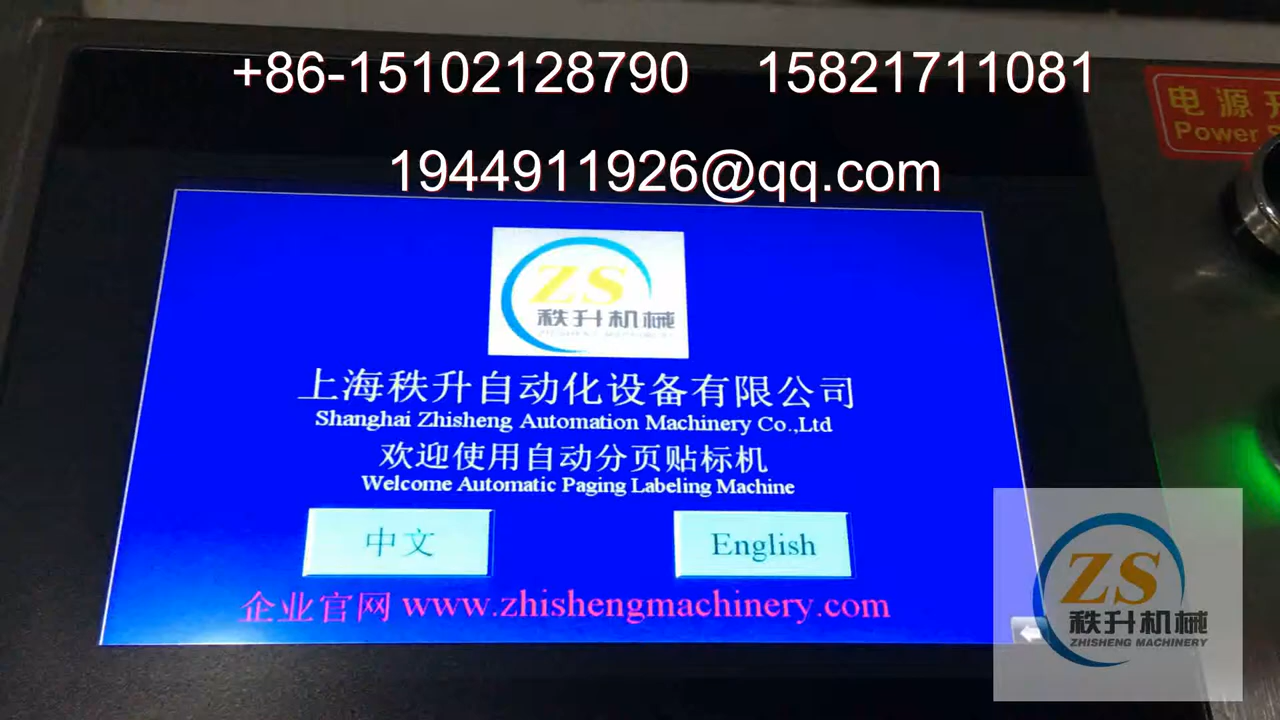 +86-15102128790 15821711081
1944911926@qq.com
电源
Power
ZS
秩升机械
上海秩升自动化设备有限公司
Shanghai Zhisheng Automation Machinery Co.,Ltd
欢迎使用自动分页贴标机
Welcome Automatic Paging Labeling Machine
中文
English
企业官网 www.zhishengmachinery.com
ZS
秩升机械
ZHISHENG MACHINERY